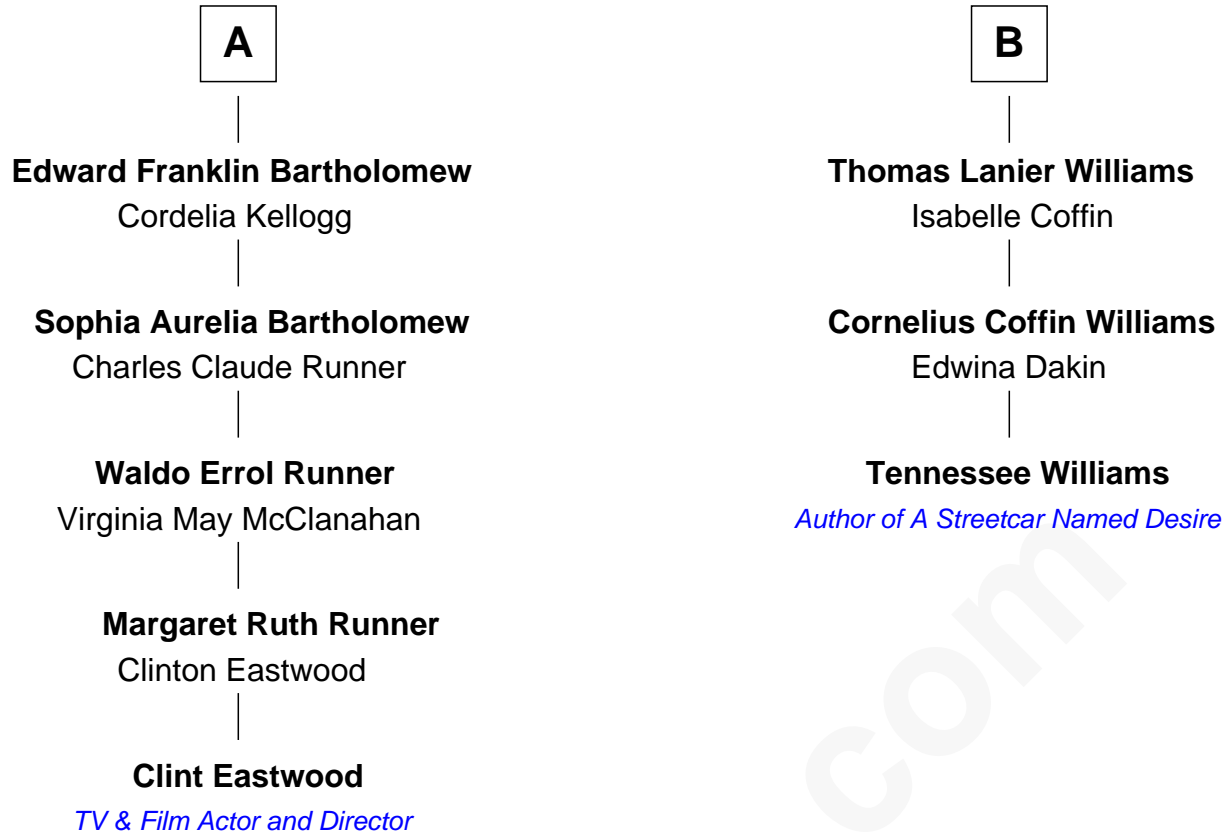 A
Edward Franklin Bartholomew
Cordelia Kellogg
Sophia Aurelia Bartholomew
Charles Claude Runner
Waldo Errol Runner
Virginia May McClanahan
Margaret Ruth Runner
Clinton Eastwood
Clint Eastwood
TV & Film Actor and Director
B
Thomas Lanier Williams
Isabelle Coffin
Cornelius Coffin Williams
Edwina Dakin
Tennessee Williams
Author of A Streetcar Named Desire
com